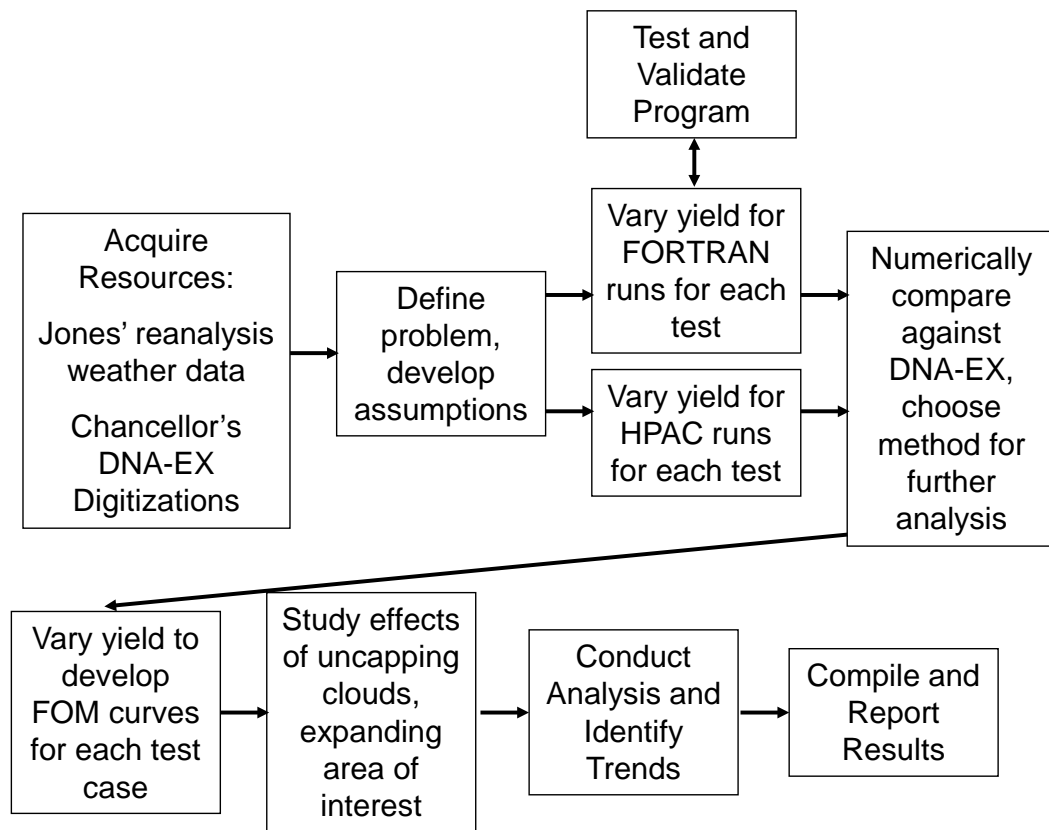 Test and
Validate
Program
Acquire
Resources:
Jones’ reanalysis
weather data
Chancellor’s
DNA-EX
Digitizations
Define
problem,
develop
assumptions
Vary yield for
FORTRAN
runs for each
test
Vary yield for
HPAC runs
for each test
Numerically
compare
against
DNA-EX,
choose
method for
further
analysis
Vary yield to
develop
FOM curves
for each test
case
Study effects
of uncapping
clouds,
expanding
area of
interest
Conduct
Analysis and
Identify
Trends
Compile and
Report
Results